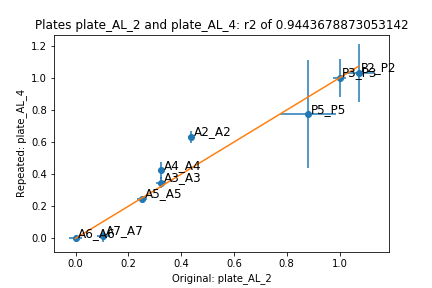 Plates plate_AL_2 and plate_AL_4: r2 of 0.9443678873053142
1.2
1.0
0.8
0.6
0.4
0.2
0.0
Repeated: plate_AL_4
P2_P2
P3_P3
P5_P5
A2_A2
A4_A4
A3_A3
A5_A5
A6_A6
A7_A7
0.0 0.2 0.4 0.6 0.8 1.0
Original: plate_AL_2